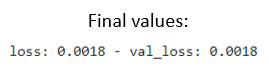 Final values:
loss: 0.0018 - val_loss: 0.0018